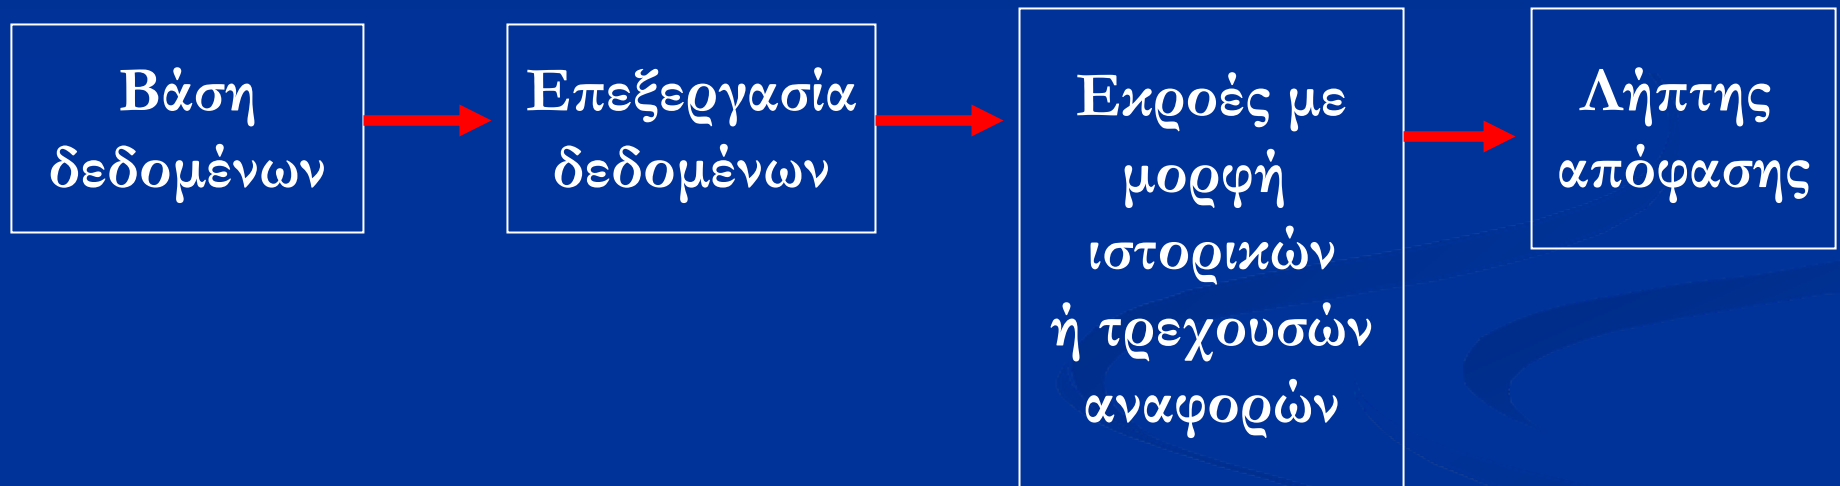 Βάση
δεδομένων
Επεξεργασία
δεδομένων
Εκροές με
μορφή
ιστορικών
ή τρεχουσών
αναφορών
Λήπτης
απόφασης